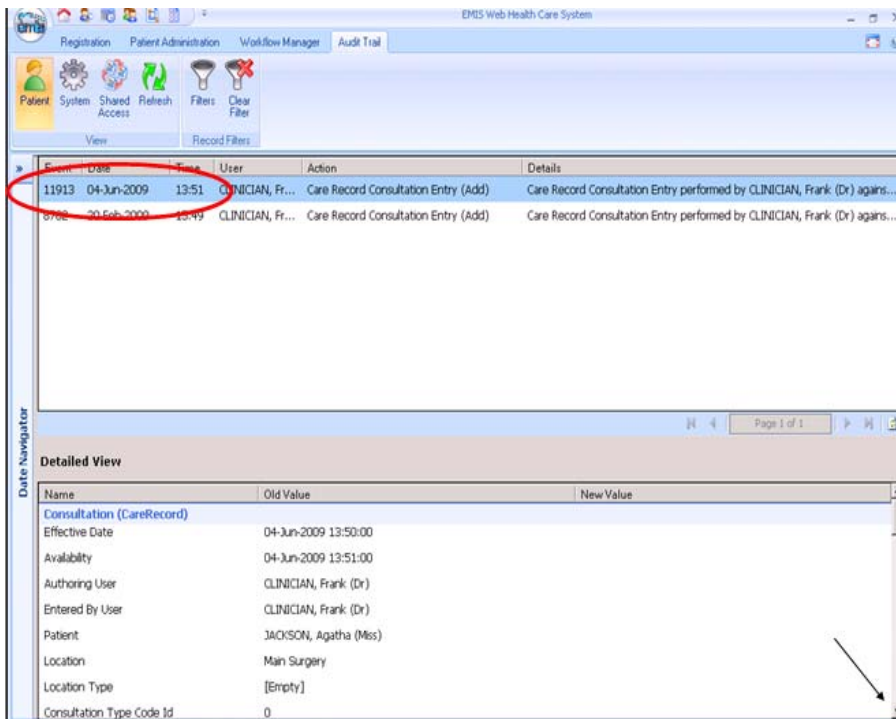 EMIS Web Health Care System
emis
Registration Patient Administration Workflow Manager Audit Trail
Patient System Shared Access Refresh Filters Clear Filter
View Record Filters
Event Date Time User Action Details
11913 04-Jun-2009 13:51 CLINICIAN, Fr... Care Record Consultation Entry (Add) Care Record Consultation Entry performed by CLINICIAN, Frank (Dr) agains...
15:49 CLINICIAN, Fr... Care Record Consultation Entry (Add) Care Record Consultation Entry performed by CLINICIAN, Frank (Dr) agains...
Page 1 of 1
Date Navigator
Detailed View
Name Old Value New Value
Consultation (CareRecord)
Effective Date 04-Jun-2009 13:50:00
Availability 04-Jun-2009 13:51:00
Authoring User CLINICIAN, Frank (Dr)
Entered By User CLINICIAN, Frank (Dr)
Patient JACKSON, Agatha (Miss)
Location Main Surgery
Location Type [Empty]
Consultation Type Code Id 0